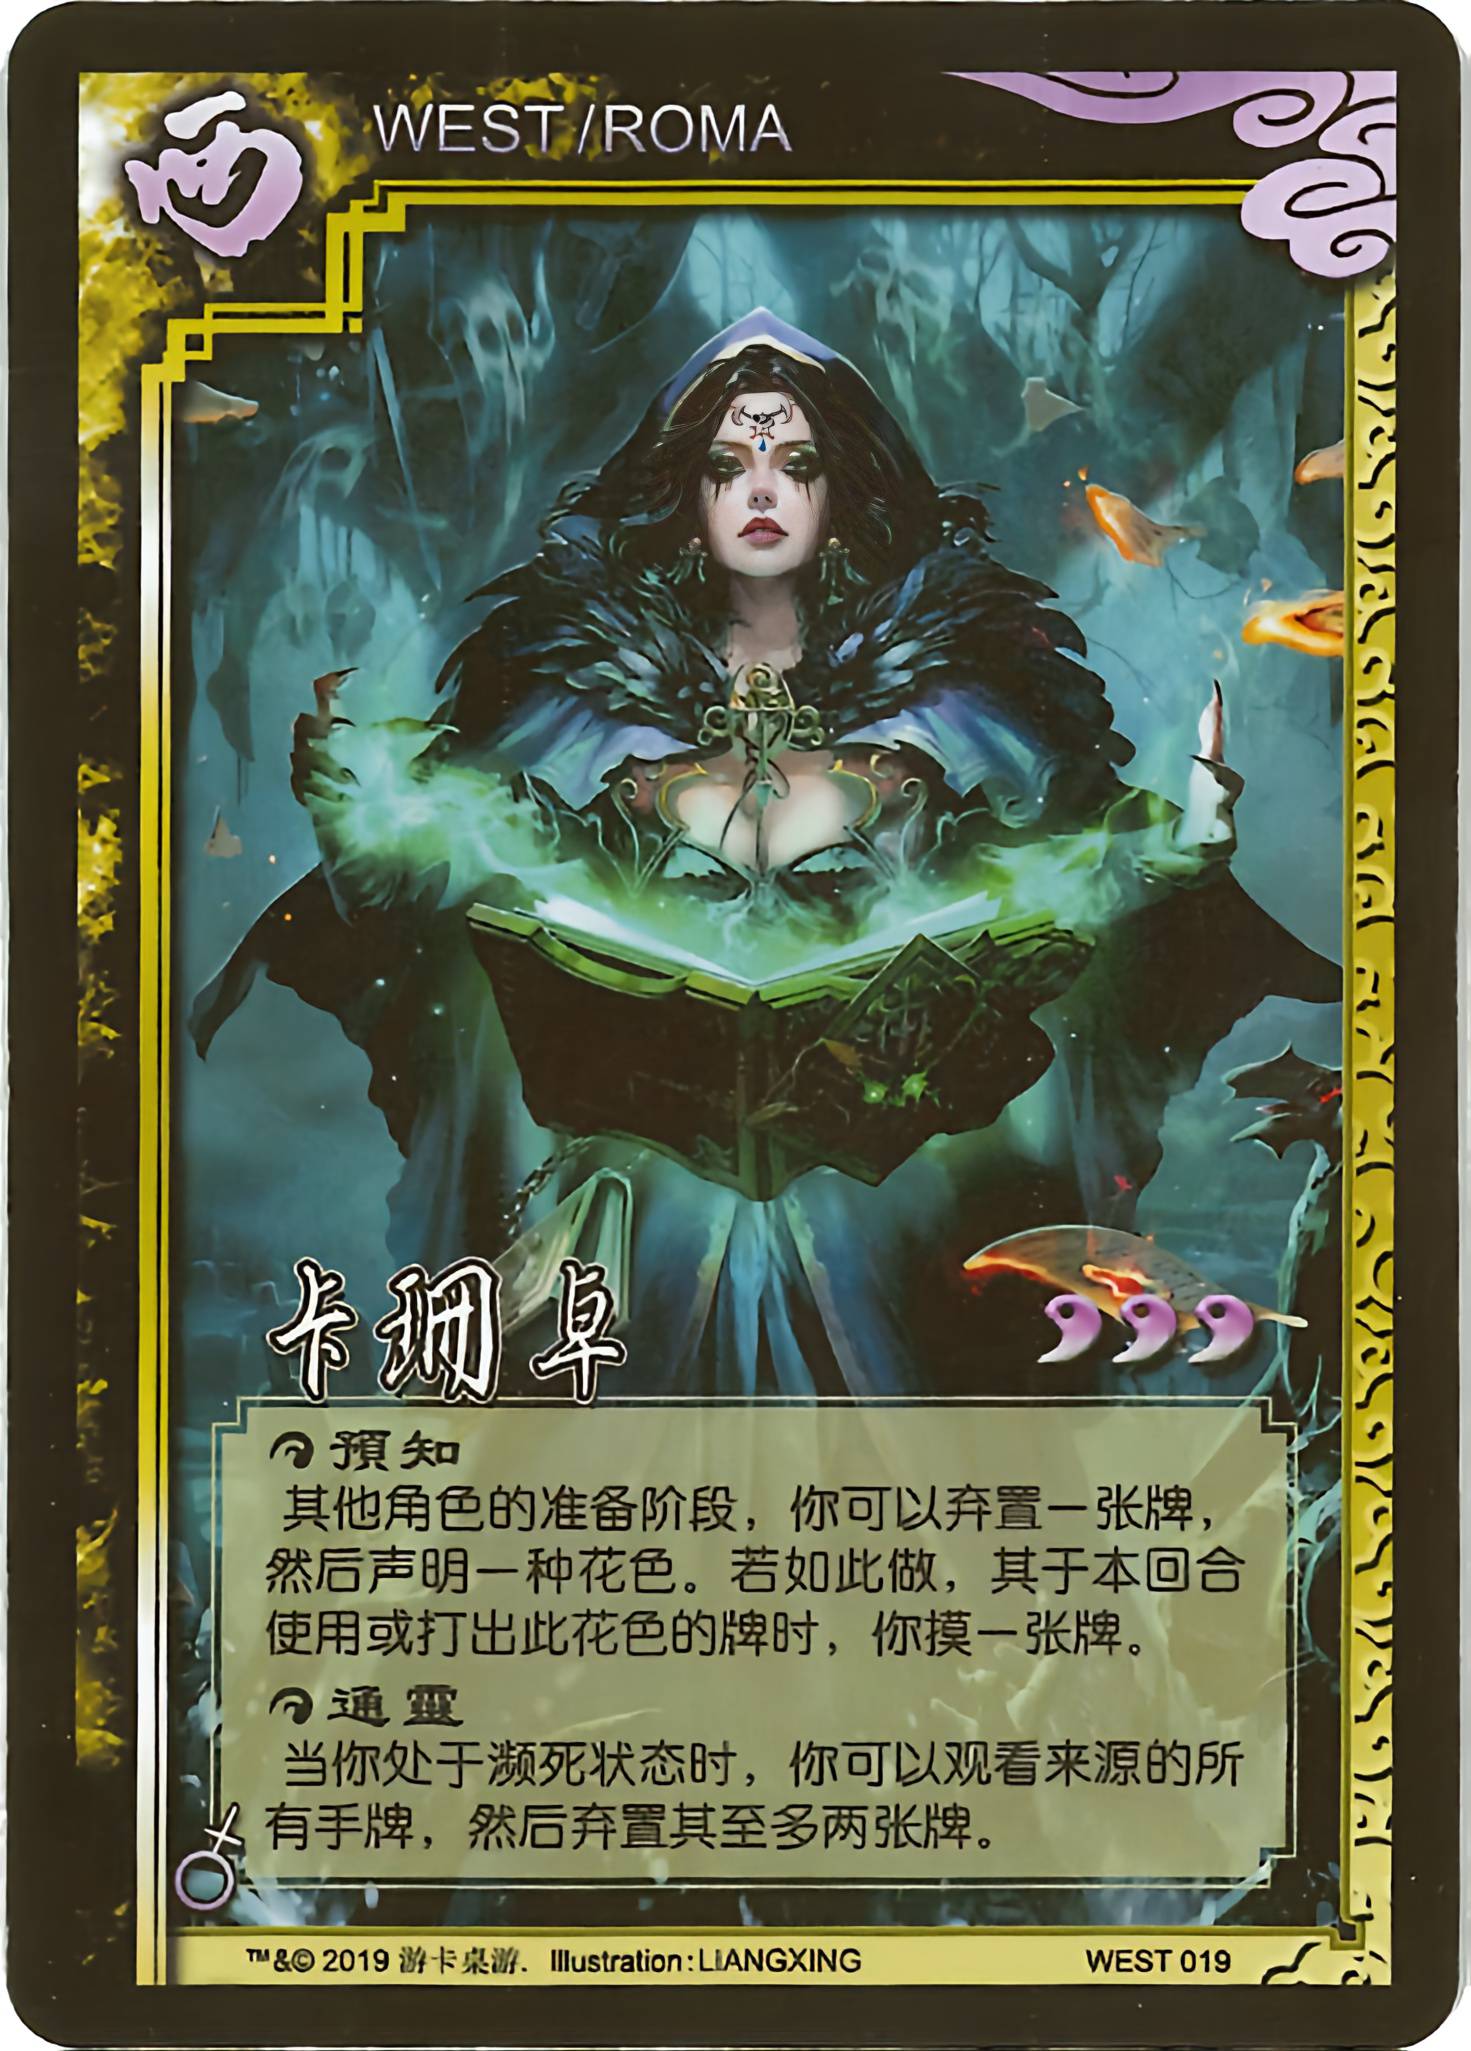 西
WEST/ROMA
卡珊卓
預知
其他角色的准备阶段，你可以弃置一张牌，
然后声明一种花色。若如此做，其于本回合
使用或打出此花色的牌时，你摸一张牌。
通靈
当你处于濒死状态时，你可以观看来源的所
有手牌，然后弃置其至多两张牌。
™&© 2019 游卡桌游. Illustration:LIANGXING
WEST 019